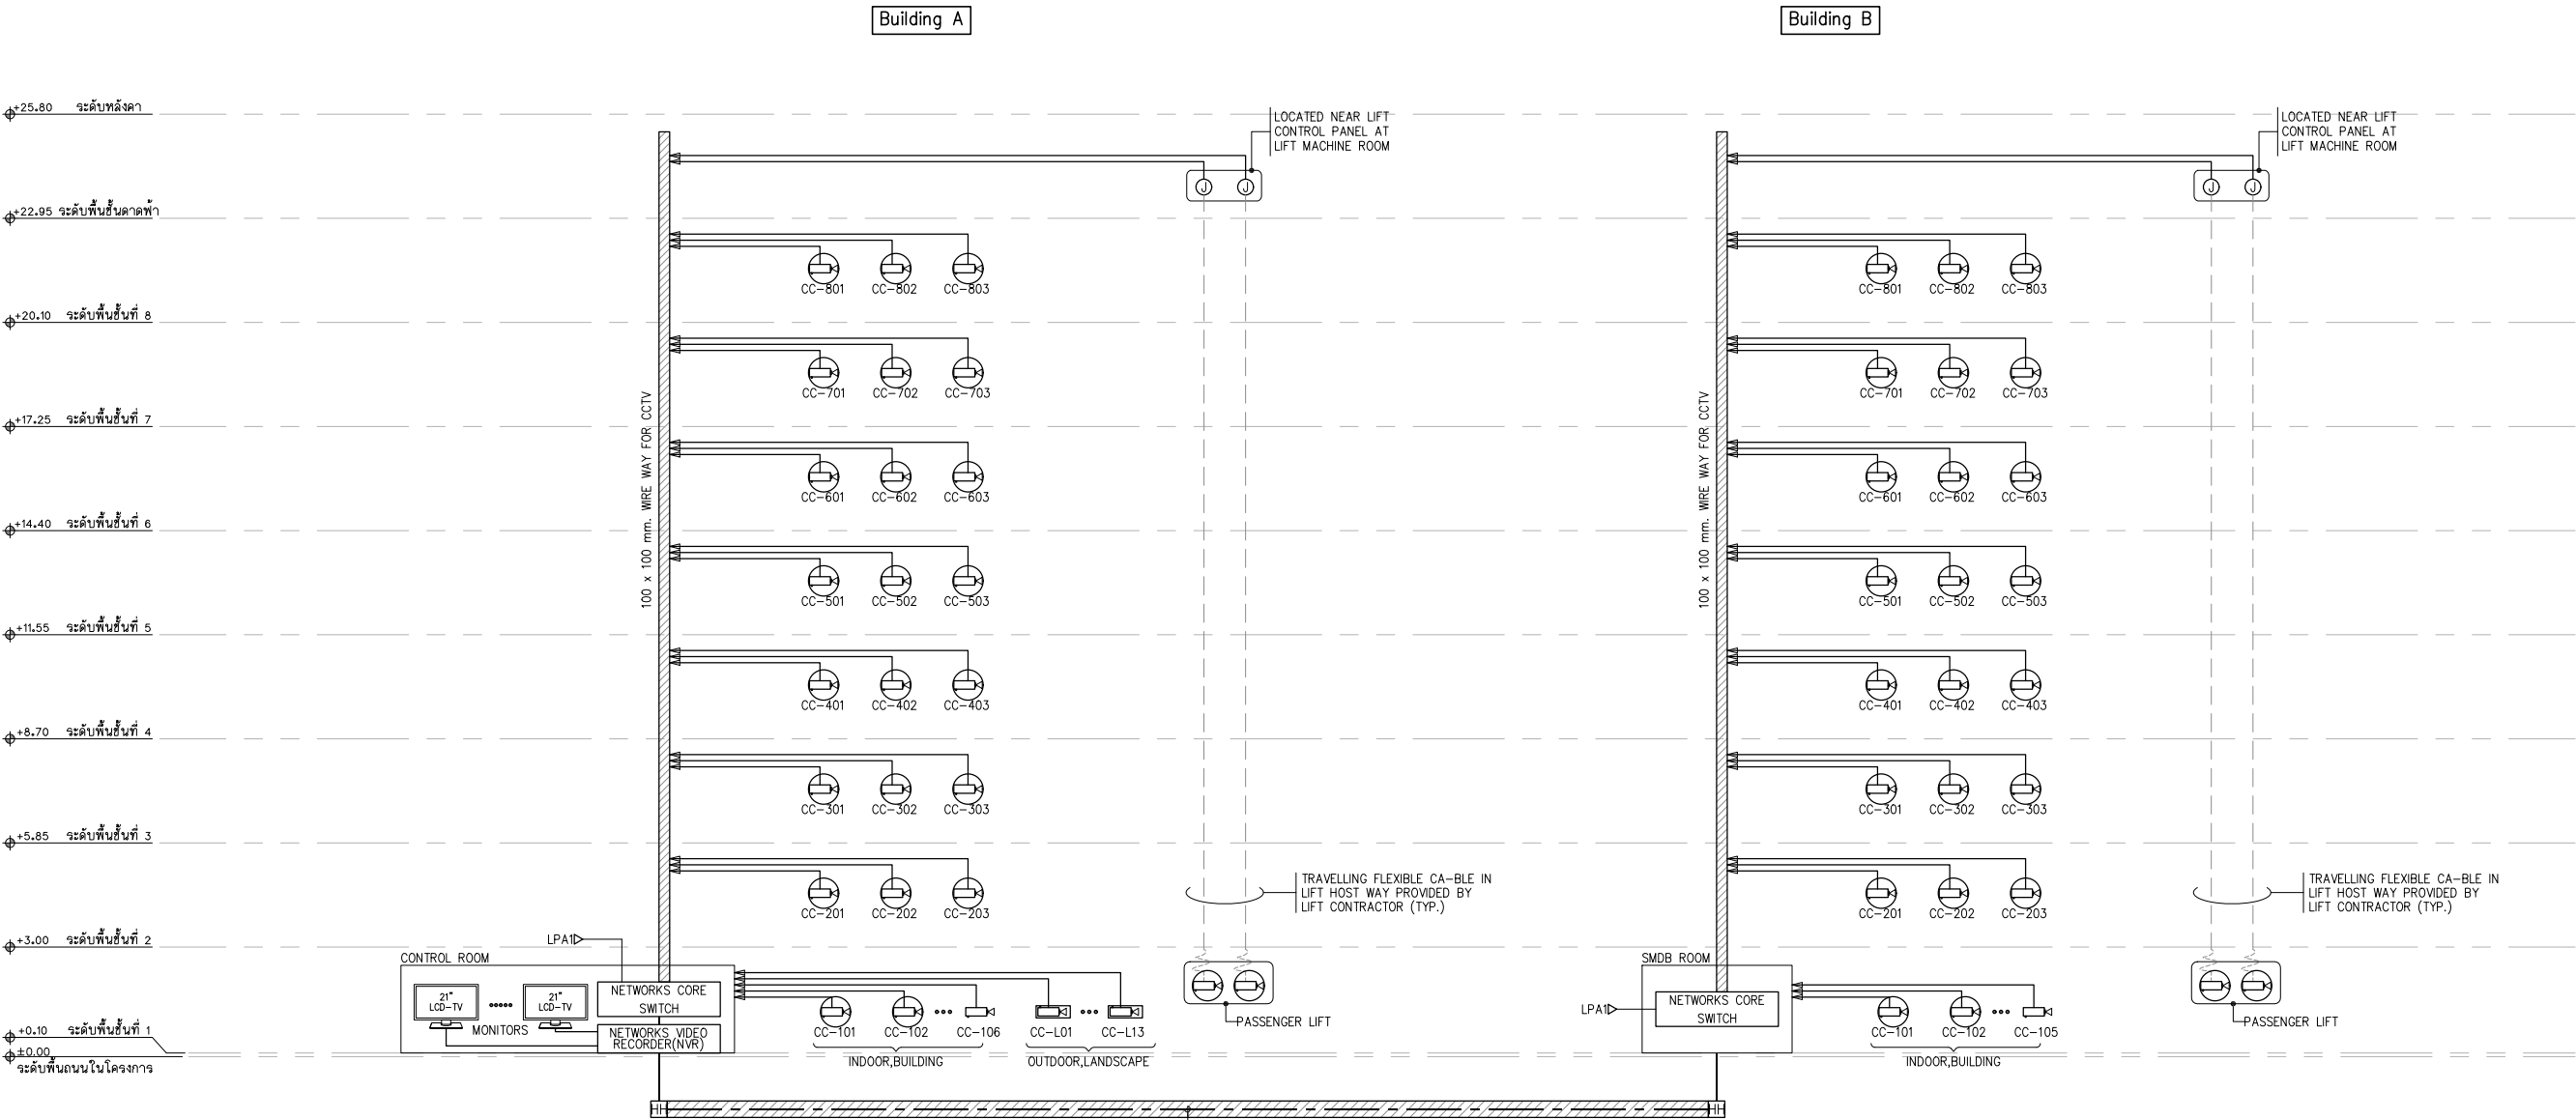 Building A
Building B
+25.80 ระดับหลังคา
LOCATED NEAR LIFT
CONTROL PANEL AT
LIFT MACHINE ROOM
LOCATED NEAR LIFT
CONTROL PANEL AT
LIFT MACHINE ROOM
J J
J J
+22.95 ระดับพื้นชั้นดาดฟ้า
CC-801 CC-802 CC-803
CC-801 CC-802 CC-803
+20.10 ระดับพื้นชั้นที่ 8
CC-701 CC-702 CC-703
CC-701 CC-702 CC-703
+17.25 ระดับพื้นชั้นที่ 7
100 x 100 mm. WIRE WAY FOR CCTV
100 x 100 mm. WIRE WAY FOR CCTV
CC-601 CC-602 CC-603
CC-601 CC-602 CC-603
+14.40 ระดับพื้นชั้นที่ 6
CC-501 CC-502 CC-503
CC-501 CC-502 CC-503
+11.55 ระดับพื้นชั้นที่ 5
CC-401 CC-402 CC-403
CC-401 CC-402 CC-403
+8.70 ระดับพื้นชั้นที่ 4
CC-301 CC-302 CC-303
CC-301 CC-302 CC-303
+5.85 ระดับพื้นชั้นที่ 3
CC-201 CC-202 CC-203
TRAVELLING FLEXIBLE CA-BLE IN
LIFT HOST WAY PROVIDED BY
LIFT CONTRACTOR (TYP.)
CC-201 CC-202 CC-203
TRAVELLING FLEXIBLE CA-BLE IN
LIFT HOST WAY PROVIDED BY
LIFT CONTRACTOR (TYP.)
+3.00 ระดับพื้นชั้นที่ 2
LPA1
CONTROL ROOM
21"
LCD-TV
21"
LCD-TV
MONITORS
NETWORKS CORE
SWITCH
NETWORKS VIDEO
RECORDER(NVR)
CC-101 CC-102 CC-106
INDOOR,BUILDING
CC-L01 CC-L13
OUTDOOR,LANDSCAPE
PASSENGER LIFT
SMDB ROOM
LPA1
NETWORKS CORE
SWITCH
CC-101 CC-102 CC-105
INDOOR,BUILDING
PASSENGER LIFT
+0.10 ระดับพื้นชั้นที่ 1
±0.00
ระดับพื้นถนนในโครงการ
HH
HH